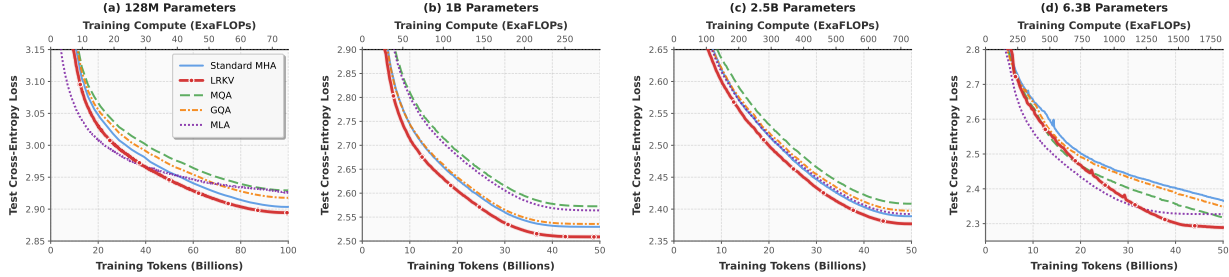 (a) 128M Parameters
Training Compute (ExaFLOPs)
0 10 20 30 40 50 60 70
3.15
3.10
3.05
3.00
2.95
2.90
2.85
Test Cross-Entropy Loss
Standard MHA
LRKV
MQA
GQA
MLA
20 40 60 80 100
Training Tokens (Billions)
(b) 1B Parameters
Training Compute (ExaFLOPs)
0 50 100 150 200 250
2.90
2.85
2.80
2.75
2.70
2.65
2.60
2.55
2.50
Test Cross-Entropy Loss
10 20 30 40 50
Training Tokens (Billions)
(c) 2.5B Parameters
Training Compute (ExaFLOPs)
0 100 200 300 400 500 600 700
2.65
2.60
2.55
2.50
2.45
2.40
2.35
Test Cross-Entropy Loss
10 20 30 40 50
Training Tokens (Billions)
(d) 6.3B Parameters
Training Compute (ExaFLOPs)
0 250 500 750 1000 1250 1500 1750
2.8
2.7
2.6
2.5
2.4
2.3
Test Cross-Entropy Loss
0 10 20 30 40 50
Training Tokens (Billions)